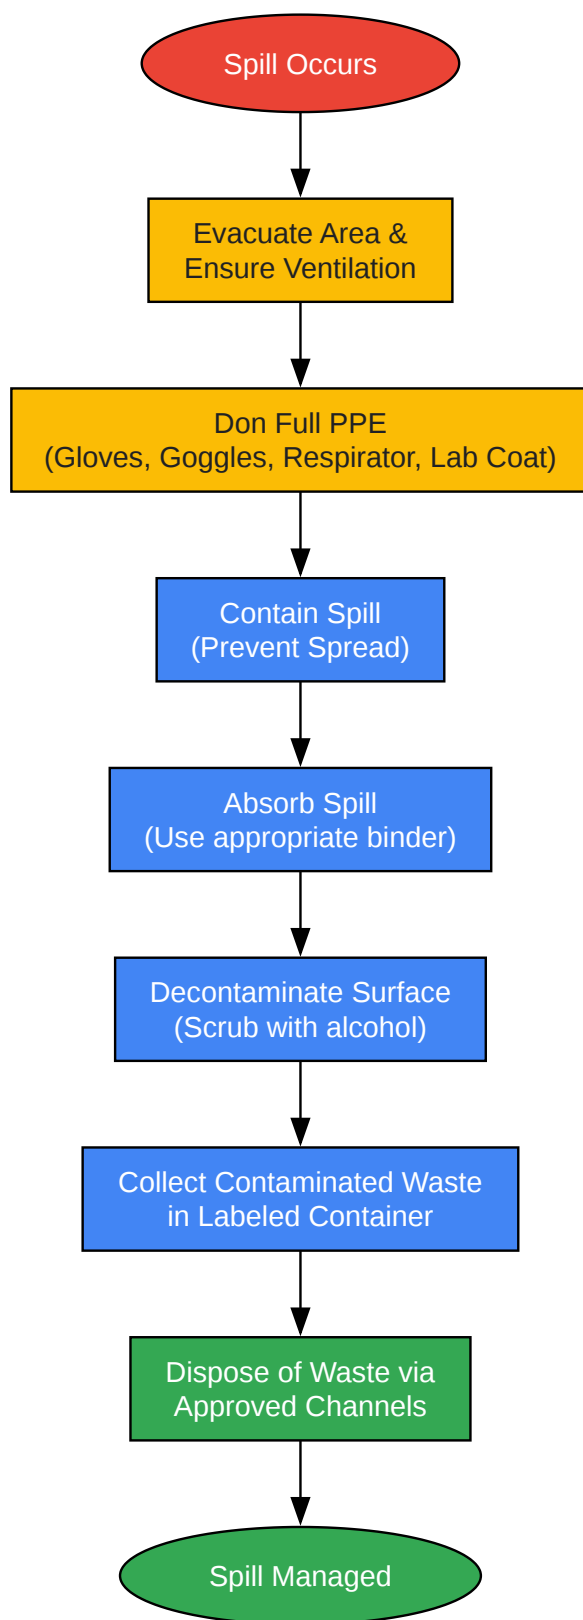 Spill Occurs
Evacuate Area &
Ensure Ventilation
Don Full PPE
(Gloves, Goggles, Respirator, Lab Coat)
Contain Spill
(Prevent Spread)
Absorb Spill
(Use appropriate binder)
Decontaminate Surface
(Scrub with alcohol)
Collect Contaminated Waste
in Labeled Container
Dispose of Waste via
Approved Channels
Spill Managed